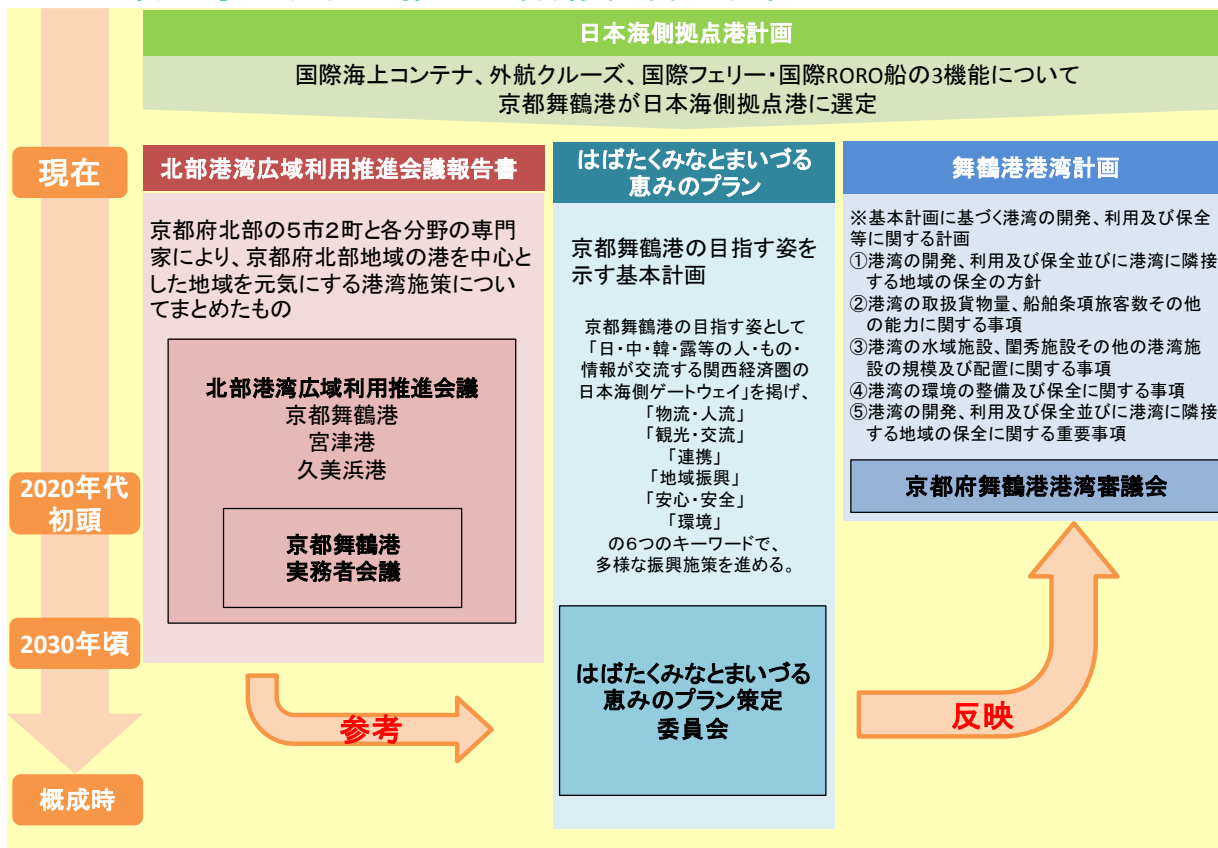 日本海側拠点港計画
国際海上コンテナ、外航クルーズ、国際フェリー・国際RORO船の3機能について
京都舞鶴港が日本海側拠点港に選定
現在
2020年代
初頭
2030年頃
概成時
北部港湾広域利用推進会議報告書
京都府北部の5市2町と各分野の専門
家により、京都府北部地域の港を中心と
した地域を元気にする港湾施策につい
てまとめたもの
北部港湾広域利用推進会議
京都舞鶴港
宮津港
久美浜港
京都舞鶴港
実務者会議
参考
はばたくみなとまいづる
恵みのプラン
京都舞鶴港の目指す姿を
示す基本計画
京都舞鶴港の目指す姿として
「日・中・韓・露等の人・もの・
情報が交流する関西経済圏の
日本海側ゲートウェイ」を掲げ、
「物流・人流」
「観光・交流」
「連携」
「地域振興」
「安心・安全」
「環境」
の6つのキーワードで、
多様な振興施策を進める。
はばたくみなとまいづる
恵みのプラン策定
委員会
反映
舞鶴港港湾計画
※基本計画に基づく港湾の開発、利用及び保全
等に関する計画
①港湾の開発、利用及び保全並びに港湾に隣接
する地域の保全の方針
②港湾の取扱貨物量、船舶条項旅客数その他
の能力に関する事項
③港湾の水域施設、閨秀施設その他の港湾施
設の規模及び配置に関する事項
④港湾の環境の整備及び保全に関する事項
⑤港湾の開発、利用及び保全並びに港湾に隣接
する地域の保全に関する重要事項
京都府舞鶴港港湾審議会